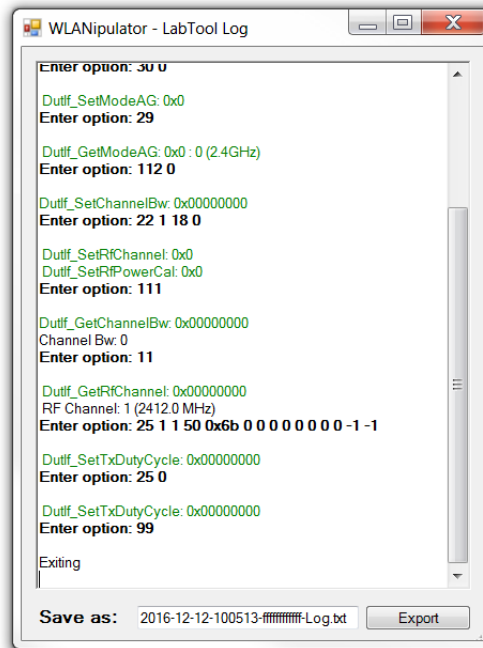 WLANipulator - LabTool Log
Enter option: 30 0
DutIf_SetModeAG: 0x0
Enter option: 29
DutIf_GetModeAG: 0x0 : 0 (2.4GHz)
Enter option: 112 0
DutIf_SetChannelBw: 0x00000000
Enter option: 22 1 18 0
DutIf_SetRfChannel: 0x0
DutIf_SetRfPowerCal: 0x0
Enter option: 111
DutIf_GetChannelBw: 0x00000000
Channel Bw: 0
Enter option: 11
DutIf_GetRfChannel: 0x00000000
RF Channel: 1 (2412.0 MHz)
Enter option: 25 1 1 50 0x6b 0 0 0 0 0 0 0 0 -1 -1
DutIf_SetTxDutyCycle: 0x00000000
Enter option: 25 0
DutIf_SetTxDutyCycle: 0x00000000
Enter option: 99
Exiting
Save as: 2016-12-12-100513-ffffffffffff-Log.txt Export